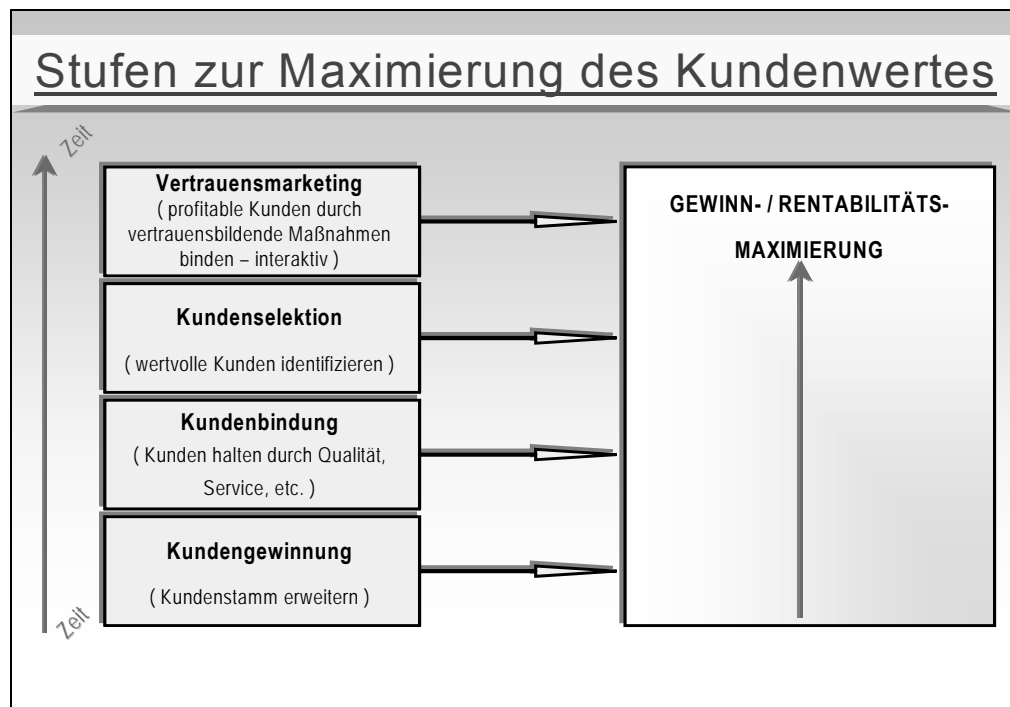 Stufen zur Maximierung des Kundenwertes
Zeit
Vertrauensmarketing
( profitable Kunden durch
vertrauensbildende Maßnahmen
binden – interaktiv )
Kundenselektion
( wertvolle Kunden identifizieren )
Kundenbindung
( Kunden halten durch Qualität,
Service, etc. )
Kundengewinnung
( Kundenstamm erweitern )
Zeit
GEWINN- / RENTABILITÄTS-
MAXIMIERUNG